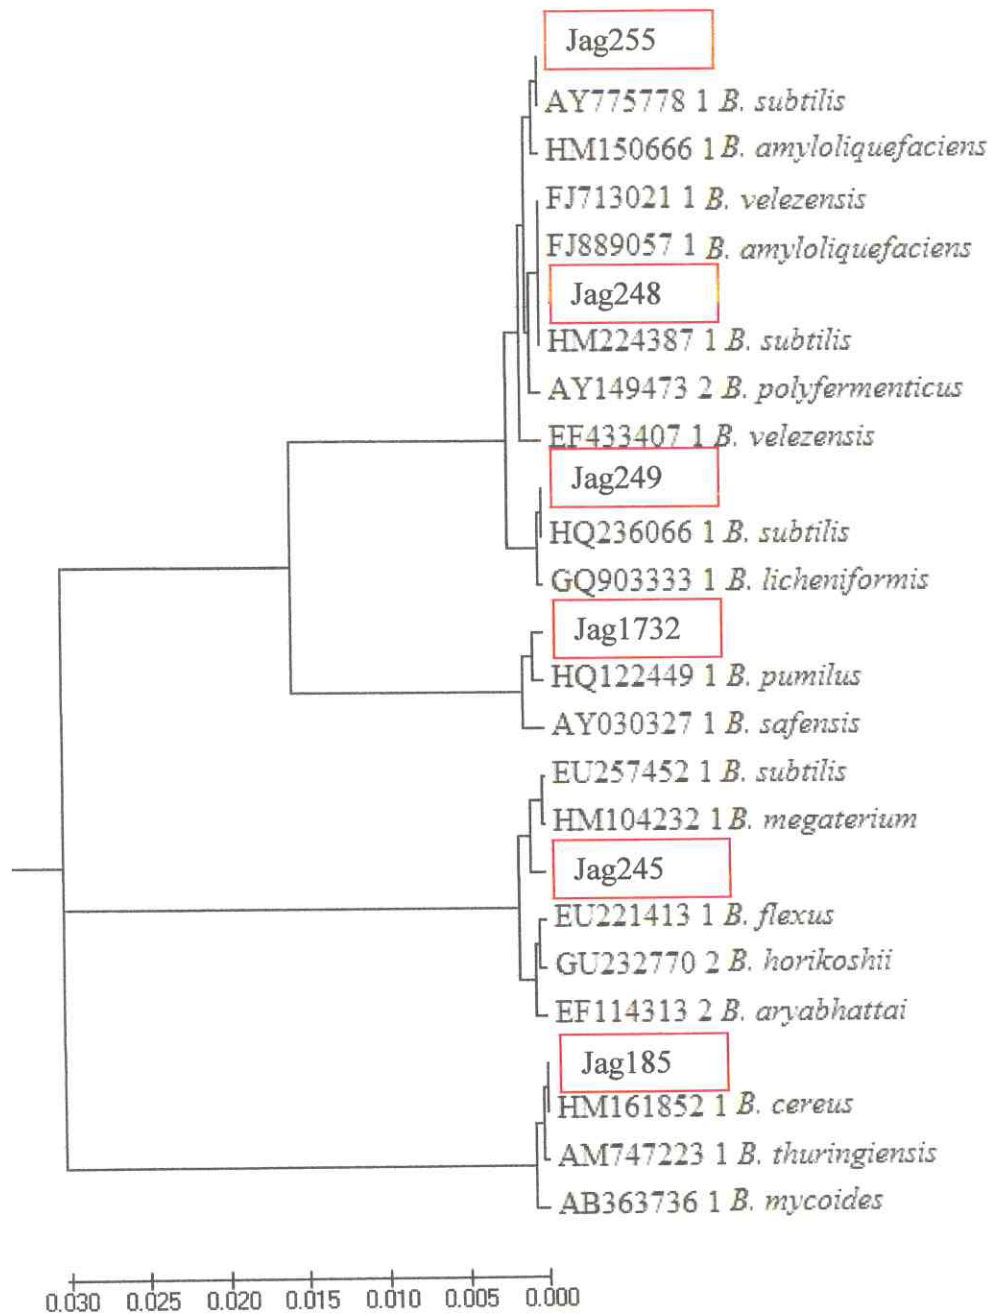 Jag255
AY775778 1 B. subtilis
HM150666 1 B. amyloliquefaciens
FJ713021 1 B. velezensis
FJ889057 1 B. amyloliquefaciens
Jag248
HM224387 1 B. subtilis
AY149473 2 B. polyfermenticus
EF433407 1 B. velezensis
Jag249
HQ236066 1 B. subtilis
GQ903333 1 B. licheniformis
Jag1732
HQ122449 1 B. pumilus
AY030327 1 B. safensis
EU257452 1 B. subtilis
HM104232 1 B. megaterium
Jag245
EU221413 1 B. flexus
GU232770 2 B. horikoshii
EF114313 2 B. aryabhattai
Jag185
HM161852 1 B. cereus
AM747223 1 B. thuringiensis
AB363736 1 B. mycoides
0.030 0.025 0.020 0.015 0.010 0.005 0.000